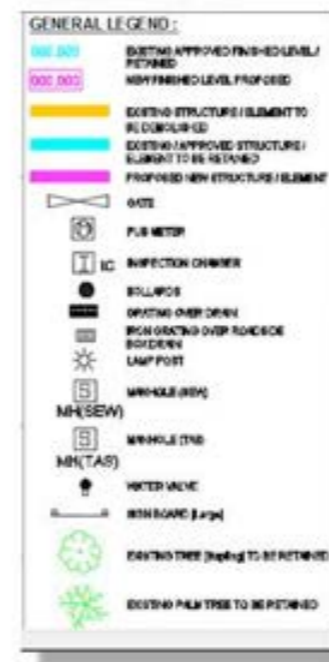 GENERAL LEGEND:
000.000 EXISTING APPROVED FINISHED LEVEL /
RETAINED
000.000 NEW FINISHED LEVEL PROPOSED
EXISTING STRUCTURE / ELEMENT TO
BE DEMOLISHED
EXISTING / APPROVED STRUCTURE /
ELEMENT TO BE RETAINED
PROPOSED NEW STRUCTURE / ELEMENT
GATE
PUB METER
I IC INSPECTION CHAMBER
BOLLARDS
GRATING OVER DRAIN
IRON GRATING OVER ROADSIDE
BOX DRAIN
LAMP POST
S MANHOLE (SEW)
MH(SEW)
S MANHOLE (TAS)
MH(TAS)
WATER VALVE
SIGN BOARD (Large)
EXISTING TREE (Sapling) TO BE RETAINED
EXISTING PALM TREE TO BE RETAINED